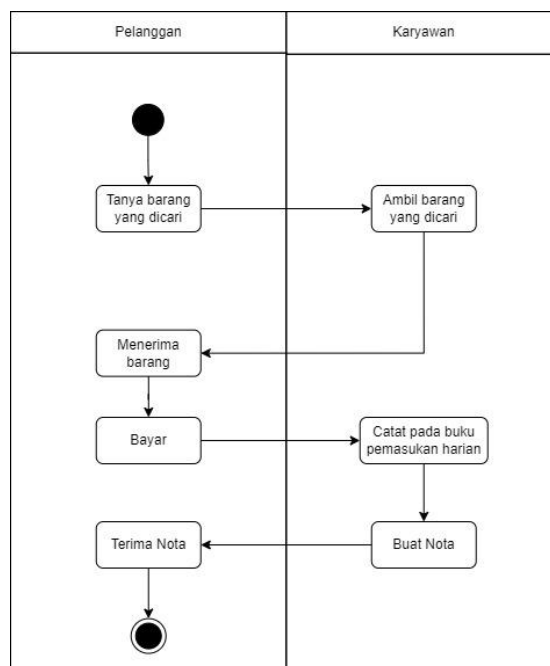 Pelanggan
Karyawan
Tanya barang
yang dicari
Ambil barang
yang dicari
Menerima
barang
Bayar
Catat pada buku
pemasukan harian
Terima Nota
Buat Nota